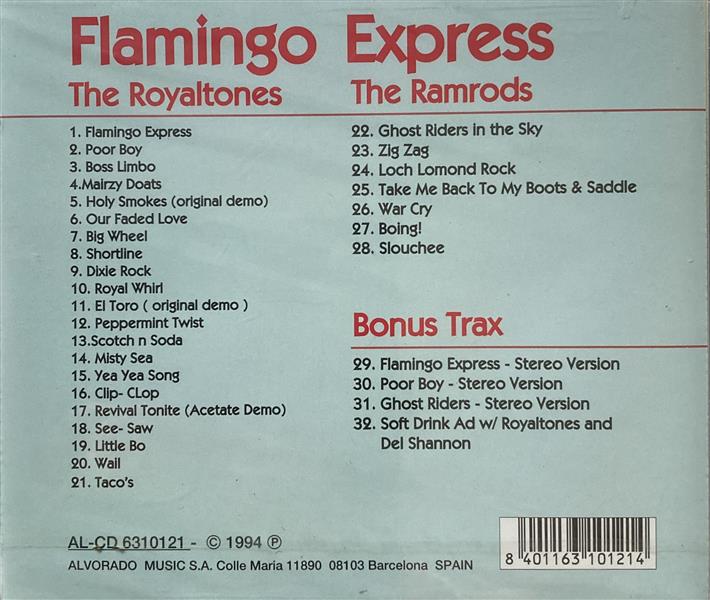 Flamingo Express
The Royaltones
1. Flamingo Express
2. Poor Boy
3. Boss Limbo
4.Mairzy Doats
5. Holy Smokes (original demo)
6. Our Faded Love
7. Big Wheel
8. Shortline
9. Dixie Rock
10. Royal Whirl
11. El Toro ( original demo )
12. Peppermint Twist
13.Scotch n Soda
14. Misty Sea
15. Yea Yea Song
16. Clip- CLop
17. Revival Tonite (Acetate Demo)
18. See- Saw
19. Little Bo
20. Wail
21. Taco's
The Ramrods
22. Ghost Riders in the Sky
23. Zig Zag
24. Loch Lomond Rock
25. Take Me Back To My Boots & Saddle
26. War Cry
27. Boing!
28. Slouchee
Bonus Trax
29. Flamingo Express - Stereo Version
30. Poor Boy - Stereo Version
31. Ghost Riders - Stereo Version
32. Soft Drink Ad w/ Royaltones and
Del Shannon
AL-CD 6310121 - © 1994 ℗
ALVORADO MUSIC S.A. Colle Maria 11890 08103 Barcelona SPAIN
8 401163 101214